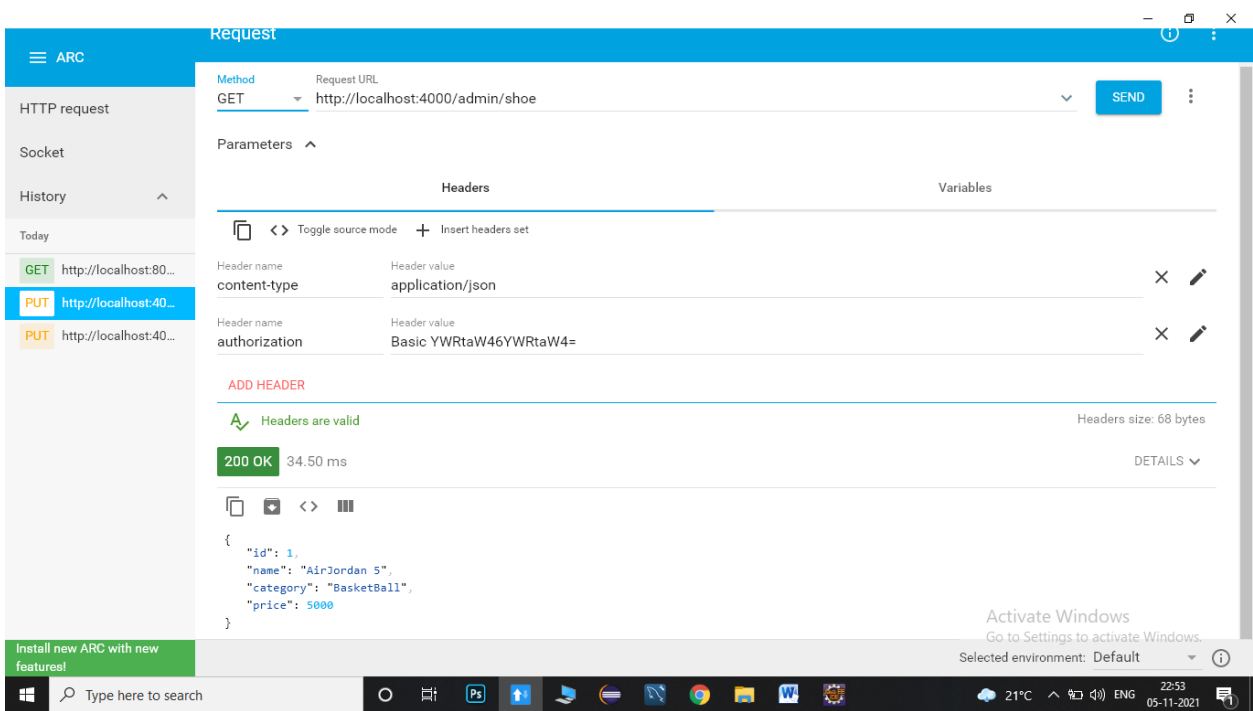 Request
ARC
Method
Request URL
GET
http://localhost:4000/admin/shoe
SEND
HTTP request
Socket
History
Today
GET http://localhost:80...
PUT http://localhost:40...
PUT http://localhost:40...
Parameters
Headers
Variables
Toggle source mode
Insert headers set
Header name
Header value
content-type
application/json
Header name
Header value
authorization
Basic YWRtaW46YWRtaW4=
ADD HEADER
Headers are valid
Headers size: 68 bytes
200 OK 34.50 ms
DETAILS
{
"id": 1,
"name": "AirJordan 5",
"category": "BasketBall",
"price": 5000
}
Activate Windows
Go to Settings to activate Windows.
Install new ARC with new
features!
Selected environment: Default
Type here to search
Ps
W
21°C
ENG
22:53
05-11-2021
1